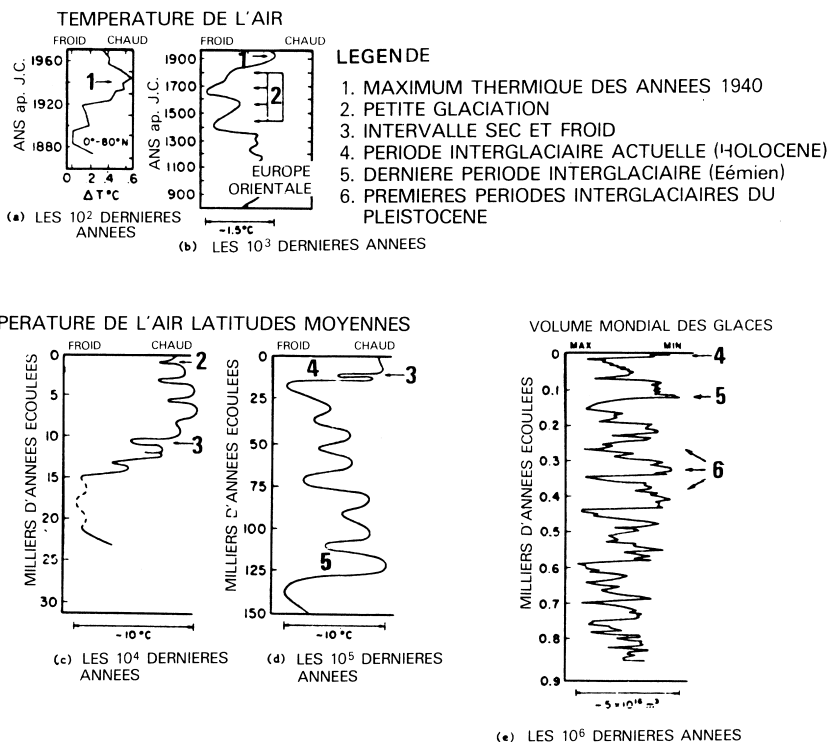 TEMPERATURE DE L'AIR
FROID CHAUD
1960
1920
1880
ANS ap. J.C.
1
0°-80°N
0 2 .4 .6
ΔT°C
(a) LES 10² DERNIERES
ANNEES
FROID CHAUD
1900
1700
1500
1300
1100
900
ANS ap. J.C.
1
2
EUROPE
ORIENTALE
~1.5°C
(b) LES 10³ DERNIERES ANNEES
LEGENDE
1. MAXIMUM THERMIQUE DES ANNEES 1940
2. PETITE GLACIATION
3. INTERVALLE SEC ET FROID
4. PERIODE INTERGLACIAIRE ACTUELLE (HOLOCENE)
5. DERNIERE PERIODE INTERGLACIAIRE (Eémien)
6. PREMIERES PERIODES INTERGLACIAIRES DU
PLEISTOCENE
PERATURE DE L'AIR LATITUDES MOYENNES
FROID CHAUD
0
5
10
15
20
25
30
MILLIERS D'ANNEES ECOULEES
2
3
~10°C
(c) LES 10⁴ DERNIERES
ANNEES
FROID CHAUD
0
25
50
75
100
125
150
MILLIERS D'ANNEES ECOULEES
4
3
5
~10°C
(d) LES 10⁵ DERNIERES
ANNEES
VOLUME MONDIAL DES GLACES
MAX MIN
0
0.1
0.2
0.3
0.4
0.5
0.6
0.7
0.8
0.9
MILLIERS D'ANNEES ECOULEES
4
5
6
~5×10¹⁶ m³
(e) LES 10⁶ DERNIERES ANNEES